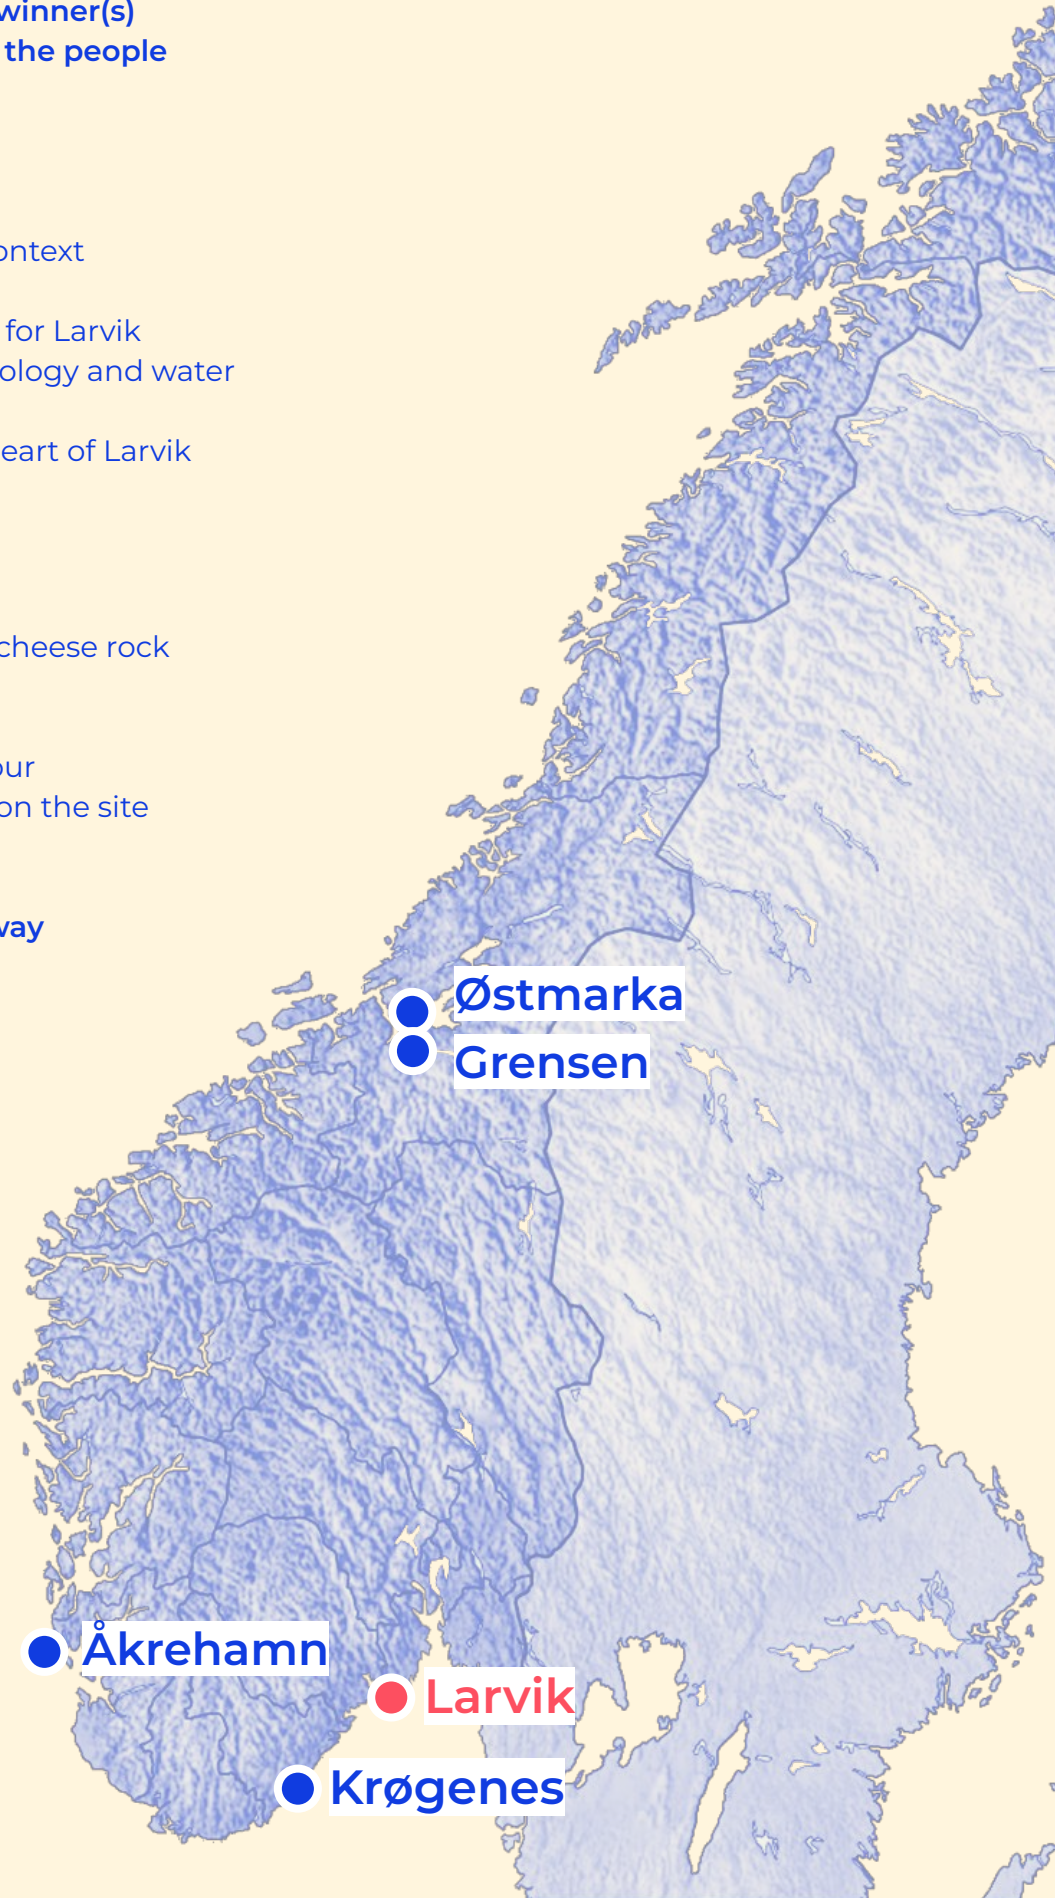 winner(s)
the people
ontext
for Larvik
ology and water
eart of Larvik
cheese rock
our
on the site
way
Østmarka
Grensen
Åkrehamn
Larvik
Krøgenes